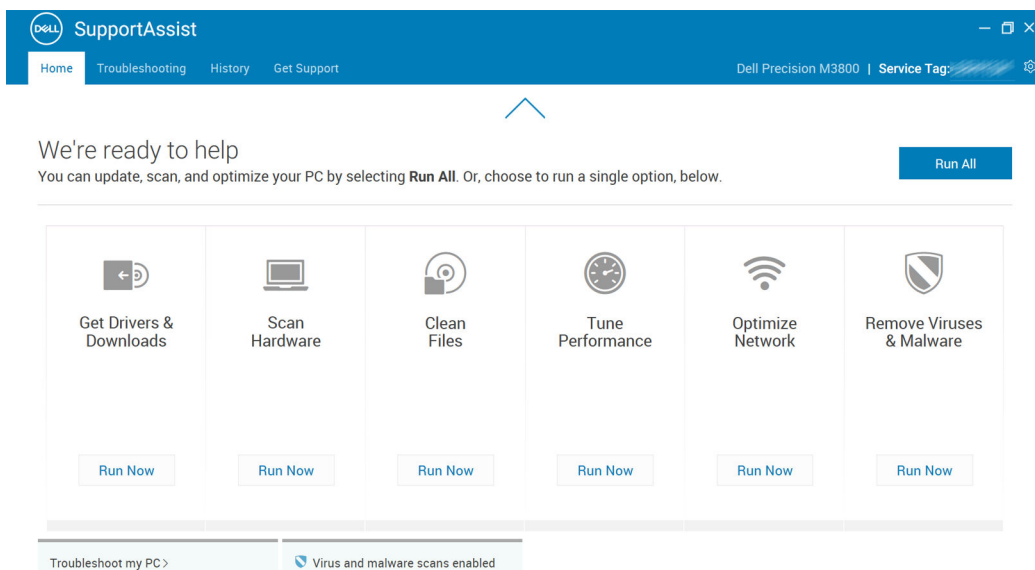 DELL SupportAssist
Home Troubleshooting History Get Support Dell Precision M3800 | Service Tag:
We're ready to help
You can update, scan, and optimize your PC by selecting Run All. Or, choose to run a single option, below.
Run All
Get Drivers &
Downloads
Scan
Hardware
Clean
Files
Tune
Performance
Optimize
Network
Remove Viruses
& Malware
Run Now Run Now Run Now Run Now Run Now Run Now
Troubleshoot my PC >
Virus and malware scans enabled